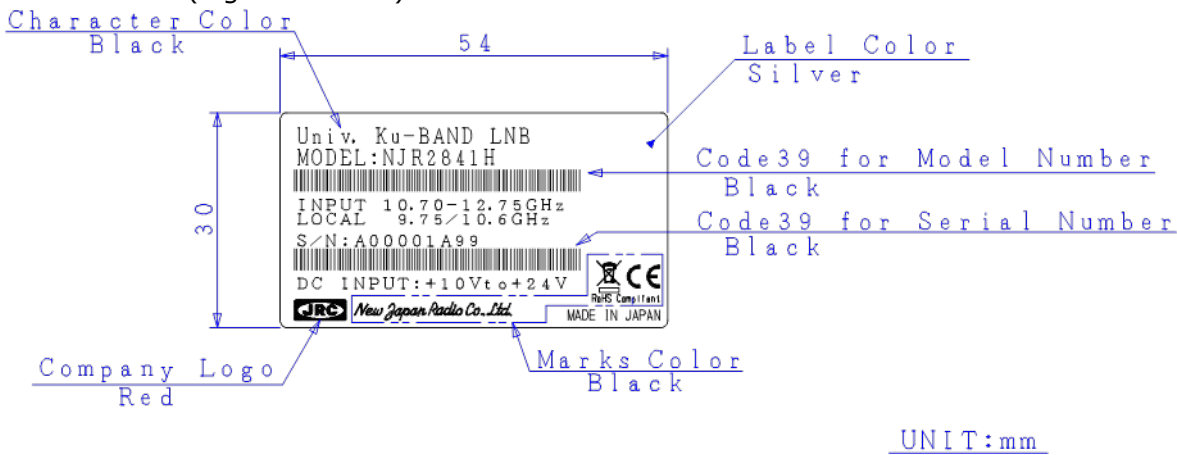 Character Color
Black
54
Label Color
Silver
30
Univ. Ku-BAND LNB
MODEL:NJR2841H
Code39 for Model Number
Black
INPUT 10.70-12.75GHz
LOCAL 9.75/10.6GHz
Code39 for Serial Number
Black
S/N:A00001A99
DC INPUT:+10Vto+24V
CE
RoHS Compliant
JRC New Japan Radio Co.,Ltd.
MADE IN JAPAN
Company Logo
Red
Marks Color
Black
UNIT:mm